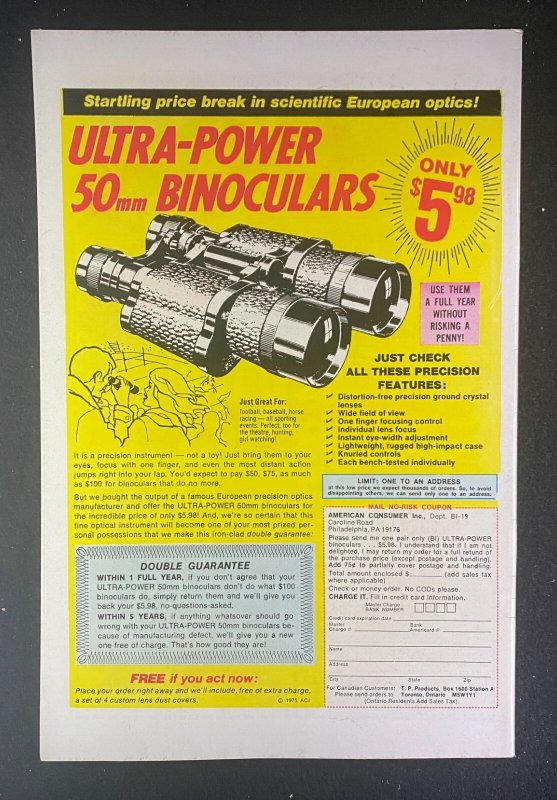 Startling price break in scientific European optics!
ULTRA-POWER
50mm BINOCULARS
ONLY
$5 98
USE THEM
A FULL YEAR
WITHOUT
RISKING A
PENNY!
JUST CHECK
ALL THESE PRECISION
FEATURES:
✓ Distortion-free precision ground crystal
lenses
✓ Wide field of view
✓ One finger focusing control
✓ Individual lens focus
✓ Instant eye-width adjustment
✓ Lightweight, rugged high-impact case
✓ Knurled controls
✓ Each bench-tested individually
Just Great For:
football, baseball, horse
racing — all sporting
events. Perfect, too for
the theatre, hunting,
girl watching!
It is a precision instrument — not a toy! Just bring them to your
eyes, focus with one finger, and even the most distant action
jumps right into your lap. You'd expect to pay $50, $75, as much
as $100 for binoculars that do no more.
But we bought the output of a famous European precision optics
manufacturer and offer the ULTRA-POWER 50mm binoculars for
the incredible price of only $5.98! And, we're so certain that this
fine optical instrument will become one of your most prized per-
sonal possessions that we make this iron-clad double guarantee:
DOUBLE GUARANTEE
WITHIN 1 FULL YEAR, if you don't agree that your
ULTRA-POWER 50mm binoculars don't do what $100
binoculars do, simply return them and we'll give you
back your $5.98, no-questions-asked.
WITHIN 5 YEARS, if anything whatsover should go
wrong with your ULTRA-POWER 50mm binoculars be-
cause of manufacturing defect, we'll give you a new
one free of charge. That's how good they are!
FREE if you act now:
Place your order right away and we'll include, free of extra charge,
a set of 4 custom lens dust covers.
© 1975 ACI
LIMIT: ONE TO AN ADDRESS
at this low price we expect thousands of orders. So, to avoid
disappointing others, we can send only one to an address.
MAIL NO-RISK COUPON
AMERICAN CONSUMER Inc., Dept. BI-19
Caroline Road
Philadelphia, PA 19176
Please send me one pair only (BI) ULTRA-POWER
binoculars . . . $5.98. I understand that if I am not
delighted, I may return my order for a full refund of
the purchase price (except postage and handling).
Add 75¢ to partially cover postage and handling.
Total amount enclosed $ (add sales tax
where applicable)
Check or money order. No CODs please.
CHARGE IT. Fill in credit card information.
Master Charge
BANK NUMBER
Credit card expiration date
Master
Charge #
Bank
Americard #
Name
Address
City State Zip
For Canadian Customers:
Please send orders to
T. P. Products, Box 1600 Station A
Toronto, Ontario M5W1Y1
(Ontario Residents Add Sales Tax).